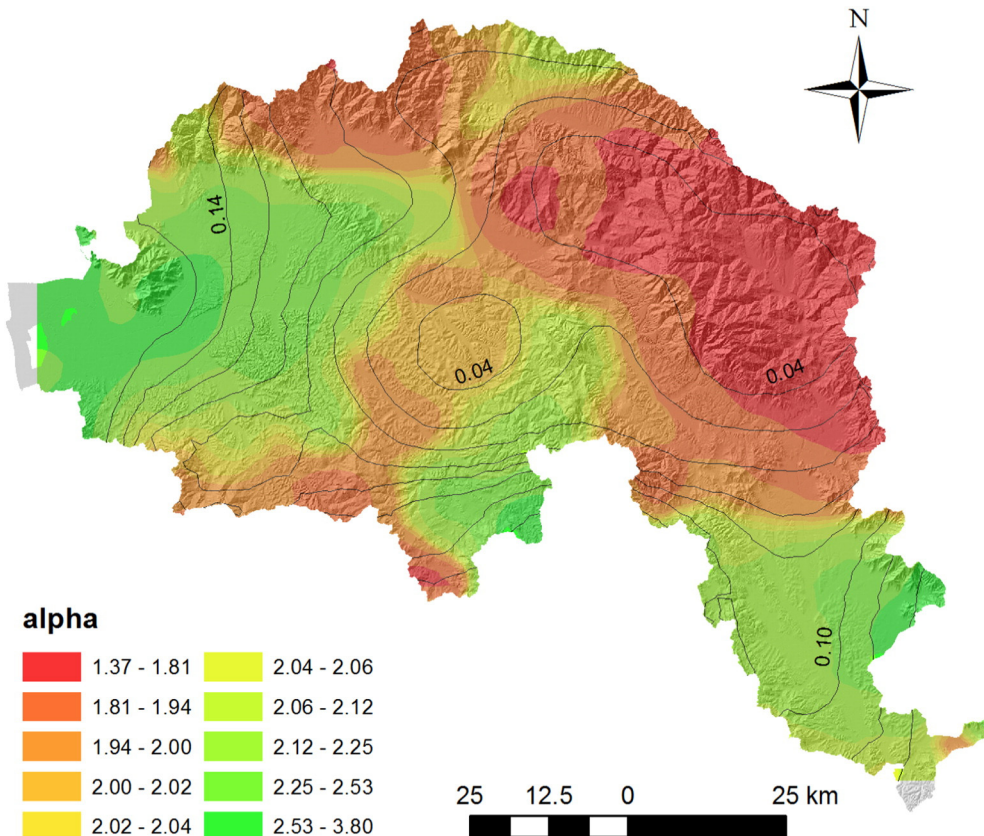 N
0.14
0.04
0.04
0.10
alpha
1.37 - 1.81
1.81 - 1.94
1.94 - 2.00
2.00 - 2.02
2.02 - 2.04
2.04 - 2.06
2.06 - 2.12
2.12 - 2.25
2.25 - 2.53
2.53 - 3.80
25 12.5 0 25 km